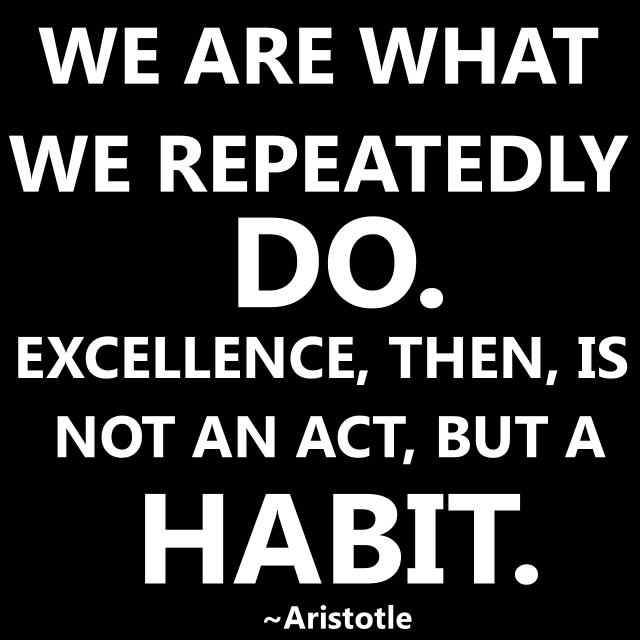 WE ARE WHAT
WE REPEATEDLY
DO.
EXCELLENCE, THEN, IS
NOT AN ACT, BUT A
HABIT.
~Aristotle